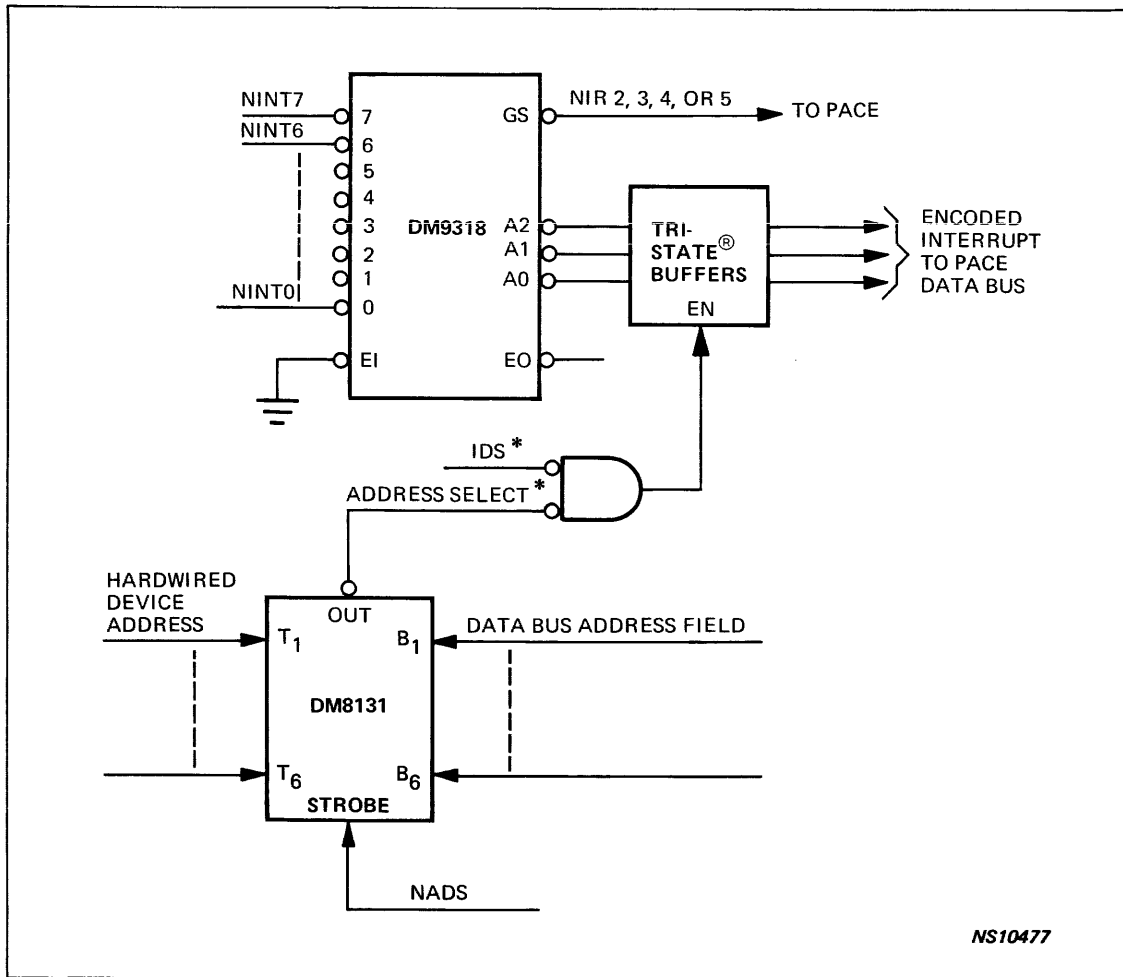 NINT7
NINT6
NINT0
7
6
5
4
3
2
1
0
EI
DM9318
GS
A2
A1
A0
EO
NIR 2, 3, 4, OR 5
TO PACE
TRI-
STATE®
BUFFERS
EN
ENCODED
INTERRUPT
TO PACE
DATA BUS
IDS *
ADDRESS SELECT *
HARDWIRED
DEVICE
ADDRESS
OUT
T1
B1
DATA BUS ADDRESS FIELD
DM8131
T6
B6
STROBE
NADS
NS10477